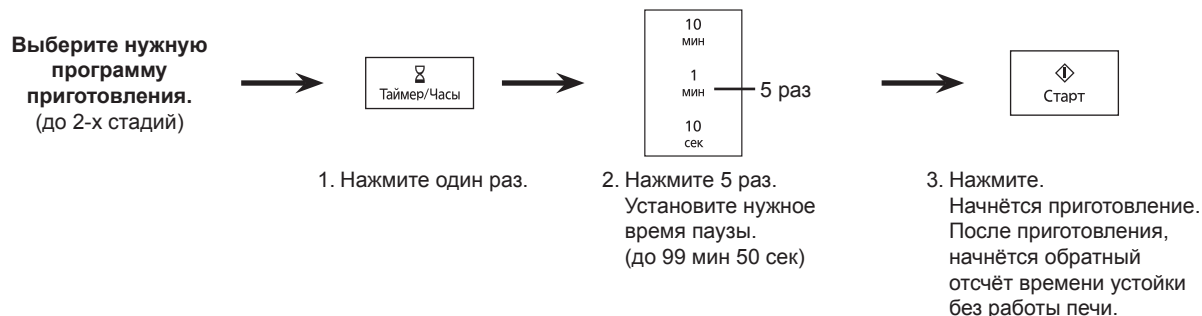 Выберите нужную
программу
приготовления.
(до 2-х стадий)
Таймер/Часы
1. Нажмите один раз.
10
мин
1
мин
10
сек
5 раз
2. Нажмите 5 раз.
Установите нужное
время паузы.
(до 99 мин 50 сек)
Старт
3. Нажмите.
Начнётся приготовление.
После приготовления,
начнётся обратный
отсчёт времени устойки
без работы печи.